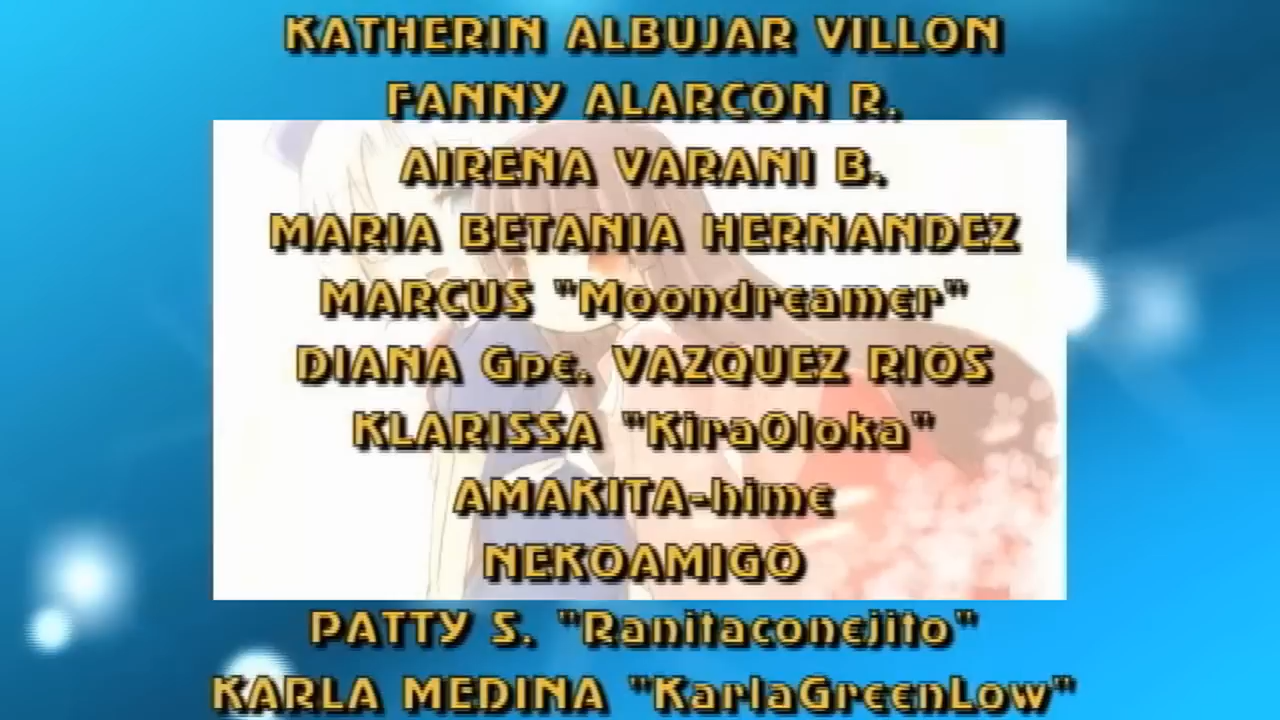 KATHERIN ALBUJAR VILLON
FANNY ALARCON R.
AIRENA VARANI B.
MARIA BETANIA HERNANDEZ
MARCUS "Moondreamer"
DIANA Gpe. VAZQUEZ RIOS
KLARISSA "KiraOloka"
AMAKITA-hime
NEKOAMIGO
PATTY S. "Ranitaconejito"
KARLA MEDINA "KarlaGreenLow"